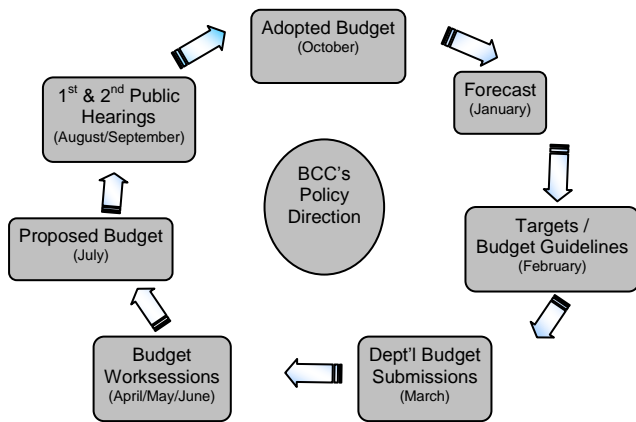 Adopted Budget
(October)
Forecast
(January)
Targets /
Budget Guidelines
(February)
Dept'l Budget
Submissions
(March)
Budget
Worksessions
(April/May/June)
Proposed Budget
(July)
1st & 2nd Public
Hearings
(August/September)
BCC's
Policy
Direction